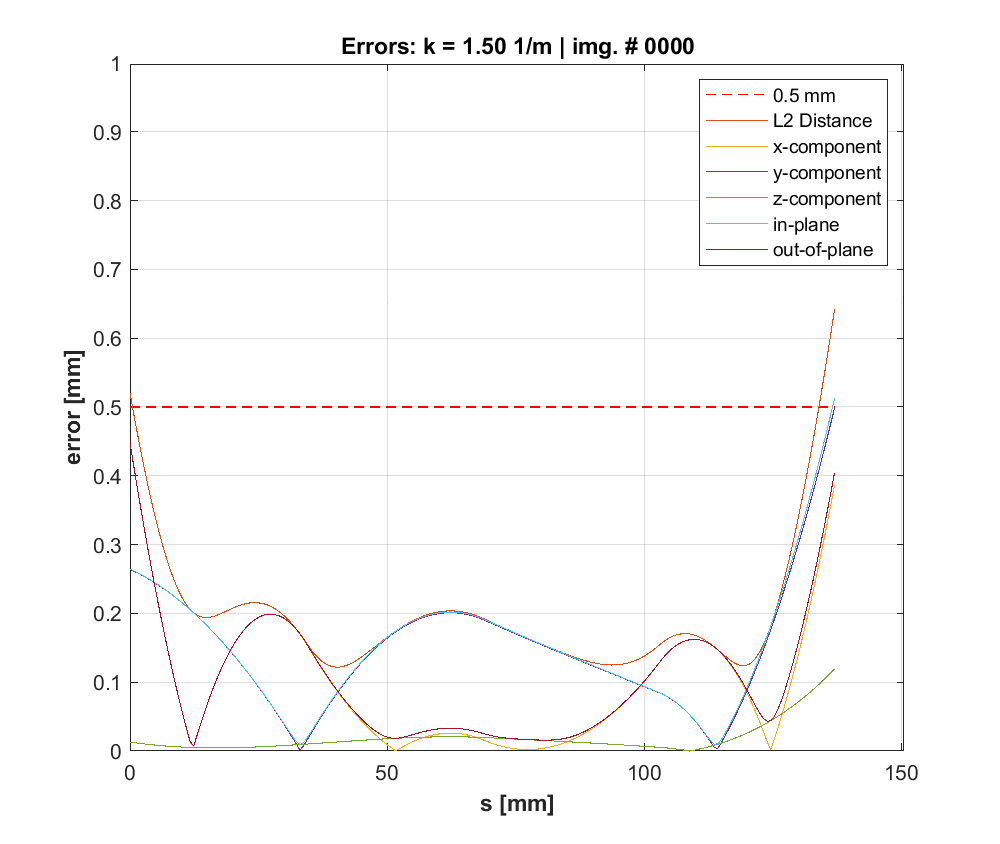 Errors: k = 1.50 1/m | img. # 0000
1
0.9
0.8
0.7
0.6
0.5
0.4
0.3
0.2
0.1
0
error [mm]
0.5 mm
L2 Distance
x-component
y-component
z-component
in-plane
out-of-plane
0 50 100 150
s [mm]